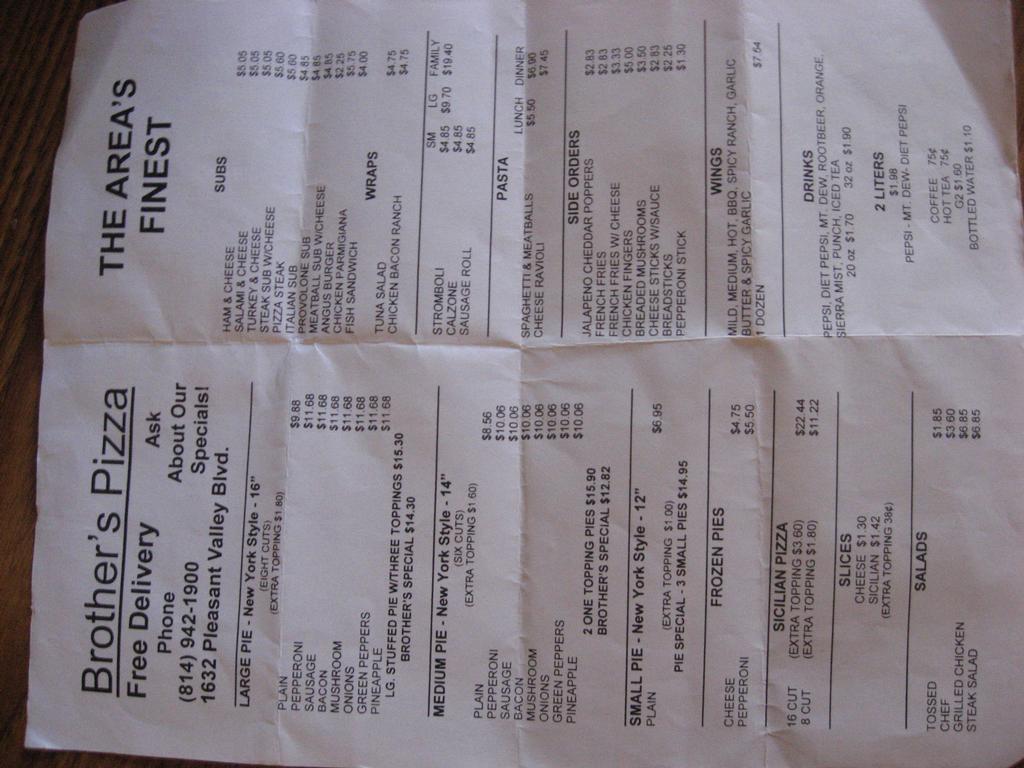 Brother's Pizza
Free Delivery Ask
Phone About Our
(814) 942-1900 Specials!
1632 Pleasant Valley Blvd.
LARGE PIE - New York Style - 16"
(EIGHT CUTS)
(EXTRA TOPPING $1.80)
PLAIN $9.88
PEPPERONI $11.68
SAUSAGE $11.68
BACON $11.68
MUSHROOM $11.68
ONIONS $11.68
GREEN PEPPERS $11.68
PINEAPPLE $11.68
LG. STUFFED PIE W/THREE TOPPINGS $15.30
BROTHER'S SPECIAL $14.30
MEDIUM PIE - New York Style - 14"
(SIX CUTS)
(EXTRA TOPPING $1.60)
PLAIN $8.56
PEPPERONI $10.06
SAUSAGE $10.06
BACON $10.06
MUSHROOM $10.06
ONIONS $10.06
GREEN PEPPERS $10.06
PINEAPPLE $10.06
2 ONE TOPPING PIES $15.90
BROTHER'S SPECIAL $12.82
SMALL PIE - New York Style - 12"
PLAIN $6.95
(EXTRA TOPPING $1.00)
PIE SPECIAL - 3 SMALL PIES $14.95
FROZEN PIES
CHEESE $4.75
PEPPERONI $5.50
SICILIAN PIZZA
16 CUT (EXTRA TOPPING $3.60) $22.44
8 CUT (EXTRA TOPPING $1.80) $11.22
SLICES
CHEESE $1.30
SICILIAN $1.42
(EXTRA TOPPING 38¢)
SALADS
TOSSED $1.85
CHEF $3.60
GRILLED CHICKEN $6.85
STEAK SALAD $6.85
THE AREA'S
FINEST
SUBS
HAM & CHEESE $5.05
SALAMI & CHEESE $5.05
TURKEY & CHEESE $5.05
STEAK SUB W/CHEESE $5.60
PIZZA STEAK $5.60
ITALIAN SUB $4.85
PROVOLONE SUB $4.85
MEATBALL SUB W/CHEESE $4.85
ANGUS BURGER $2.25
CHICKEN PARMIGIANA $5.75
FISH SANDWICH $4.00
WRAPS
TUNA SALAD $4.75
CHICKEN BACON RANCH $4.75
SM LG FAMILY
STROMBOLI $4.85 $9.70 $19.40
CALZONE $4.85
SAUSAGE ROLL $4.85
PASTA
LUNCH DINNER
SPAGHETTI & MEATBALLS $5.50 $6.90
CHEESE RAVIOLI $7.45
SIDE ORDERS
JALAPENO CHEDDAR POPPERS $2.83
FRENCH FRIES $2.83
FRENCH FRIES W/ CHEESE $3.33
CHICKEN FINGERS $5.00
BREADED MUSHROOMS $3.50
CHEESE STICKS W/SAUCE $2.83
BREADSTICKS $2.25
PEPPERONI STICK $1.30
WINGS
MILD, MEDIUM, HOT, BBQ, SPICY RANCH, GARLIC
BUTTER & SPICY GARLIC
1 DOZEN $7.54
DRINKS
PEPSI, DIET PEPSI, MT. DEW, ROOTBEER, ORANGE,
SIERRA MIST, PUNCH, ICED TEA
20 oz $1.70 32 oz $1.90
2 LITERS
$1.98
PEPSI - MT. DEW- DIET PEPSI
COFFEE 75¢
HOT TEA 75¢
G2 $1.60
BOTTLED WATER $1.10